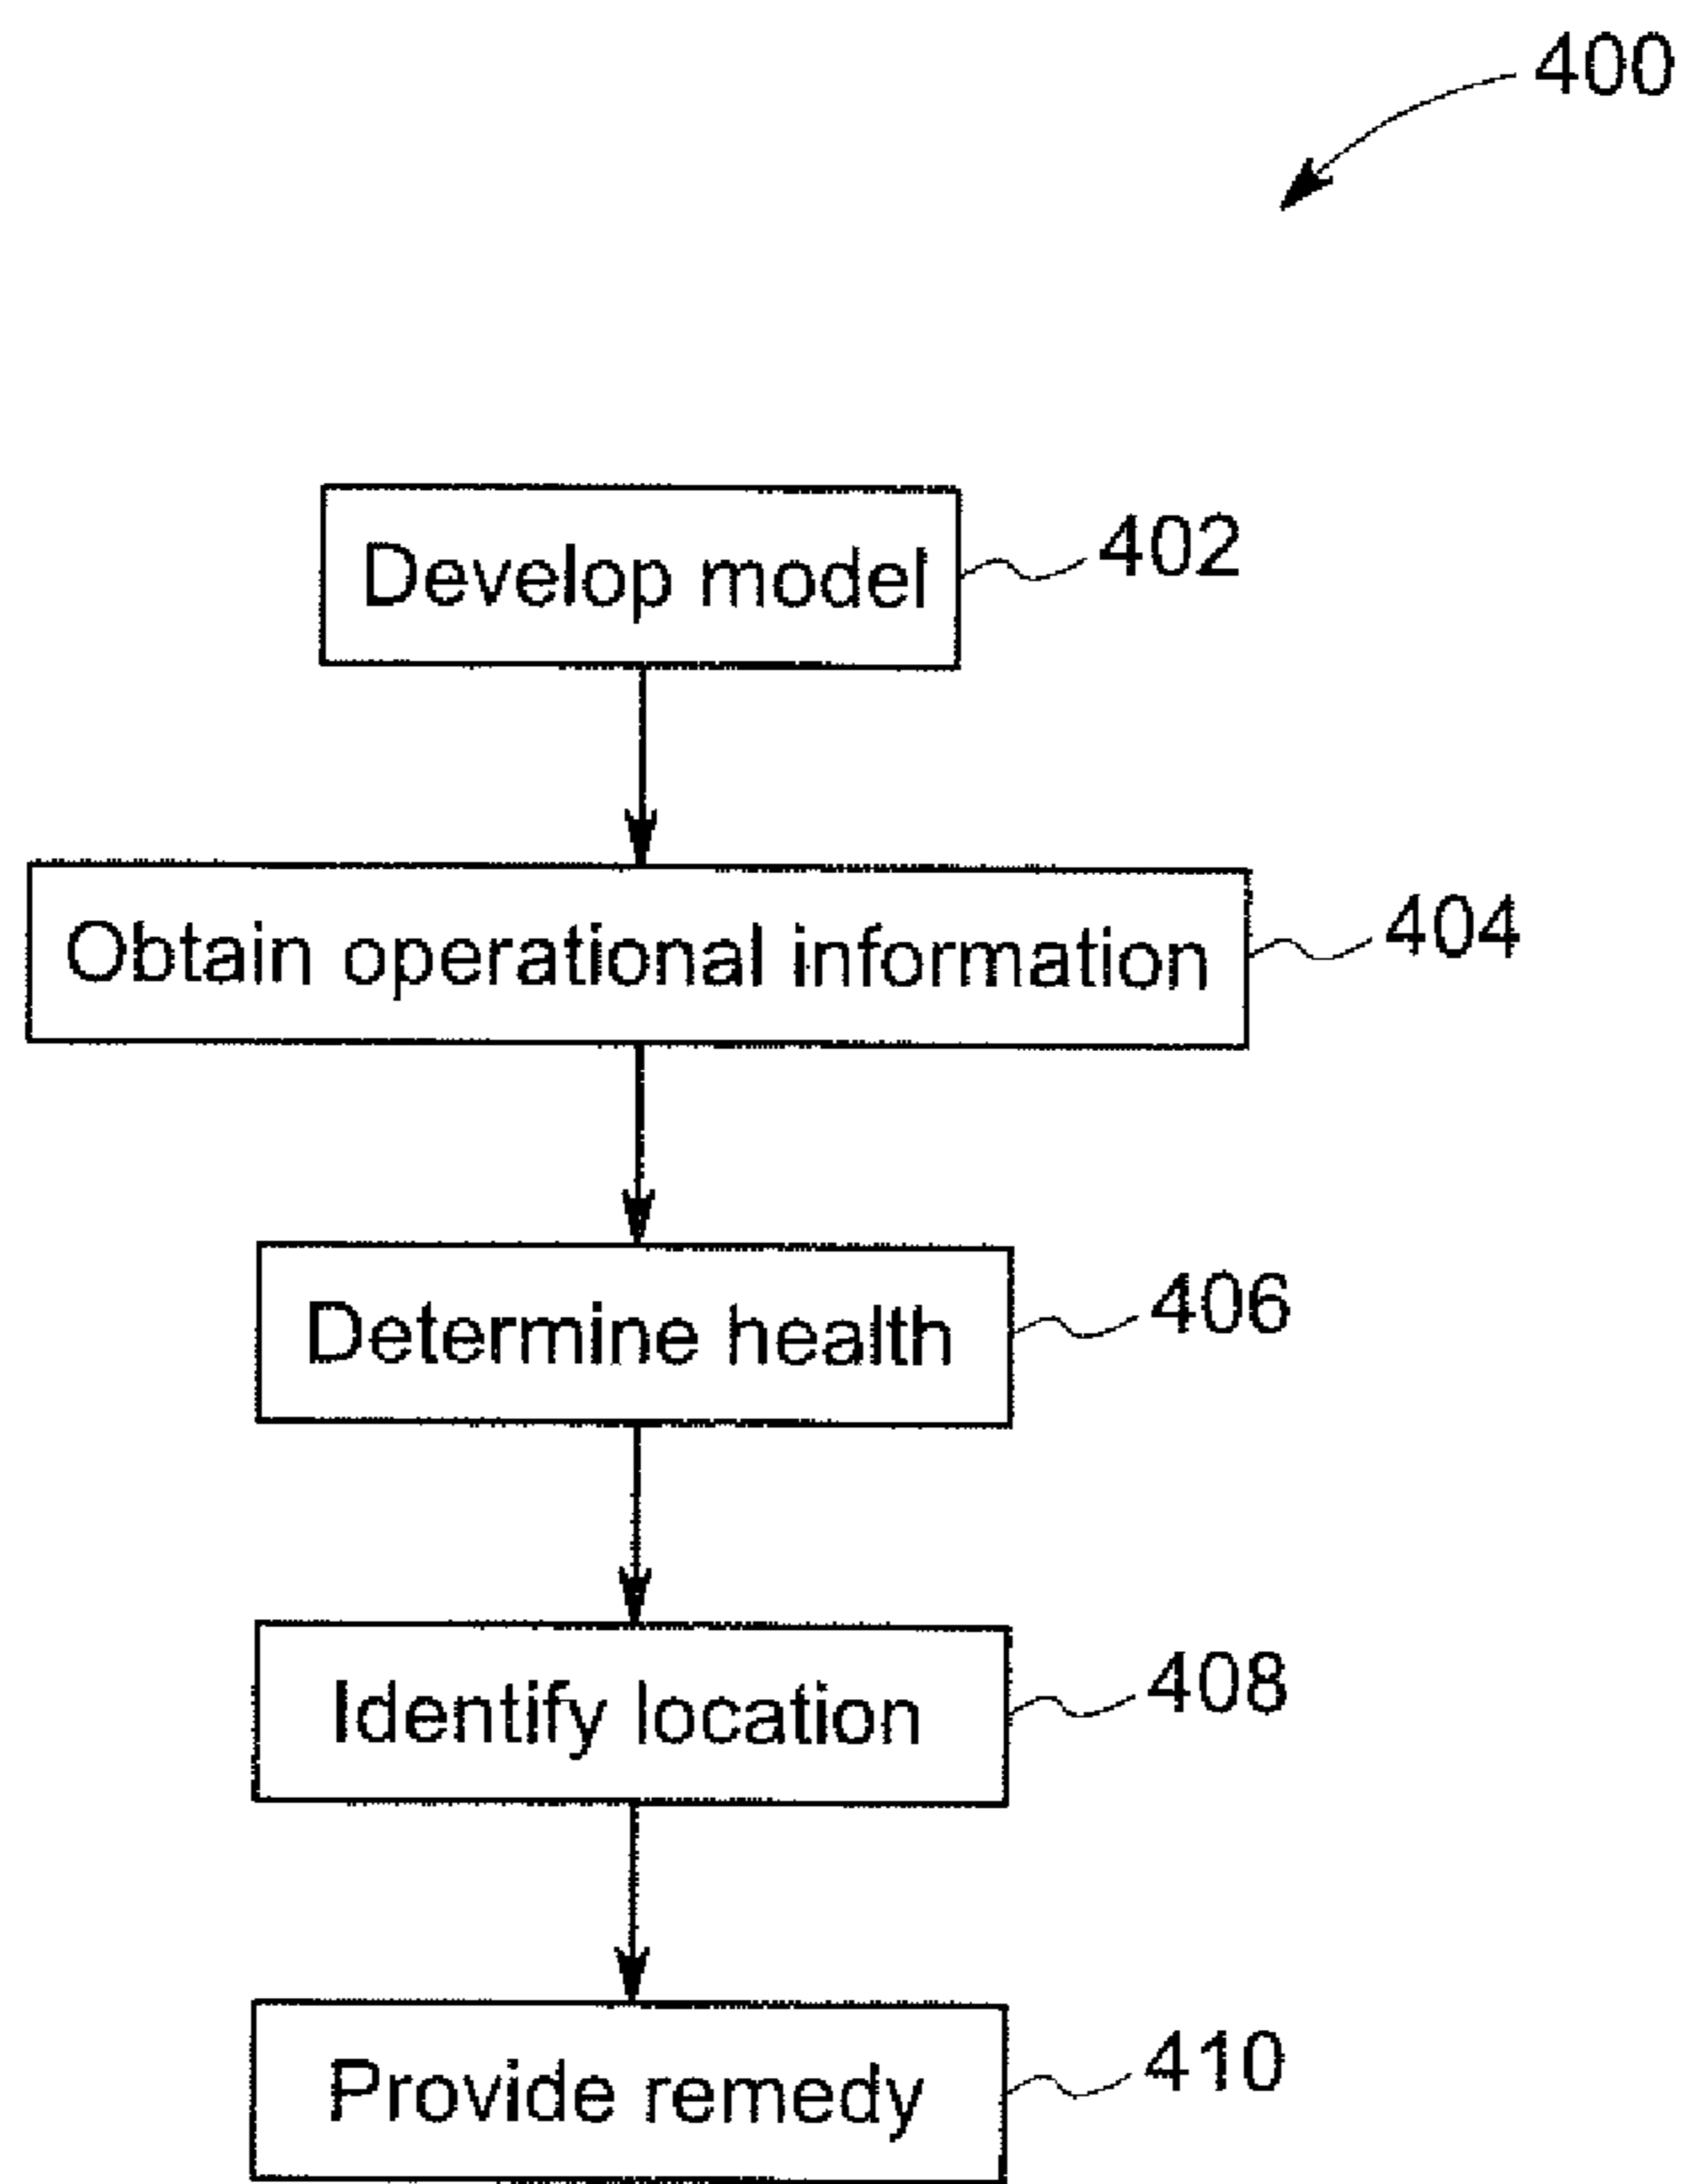 400
Develop model 402
Obtain operational information 404
Determine health 406
Identify location 408
Provide remedy 410